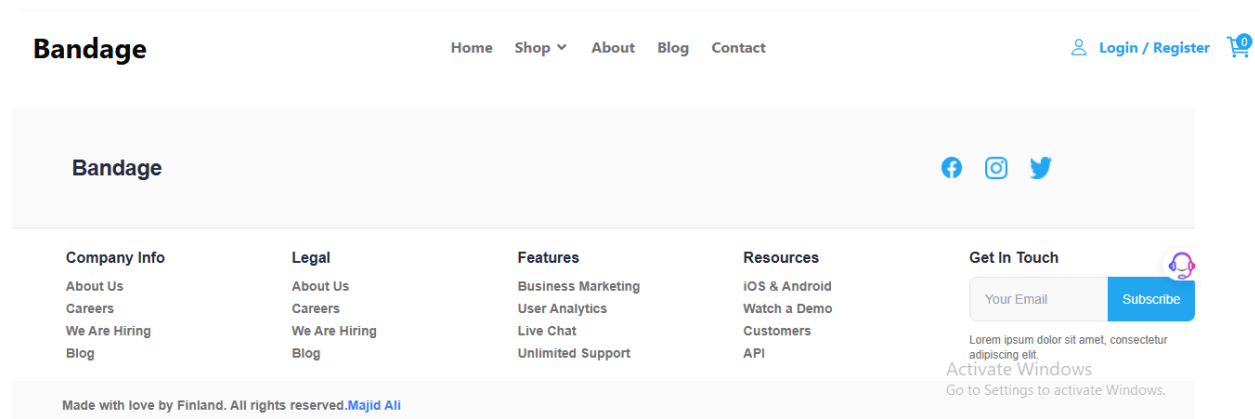 Bandage
Home Shop About Blog Contact
Login / Register 0
Bandage
Company Info
About Us
Careers
We Are Hiring
Blog
Legal
About Us
Careers
We Are Hiring
Blog
Features
Business Marketing
User Analytics
Live Chat
Unlimited Support
Resources
iOS & Android
Watch a Demo
Customers
API
Get In Touch
Your Email Subscribe
Lorem ipsum dolor sit amet, consectetur
adipiscing elit.
Activate Windows
Go to Settings to activate Windows.
Made with love by Finland. All rights reserved.Majid Ali